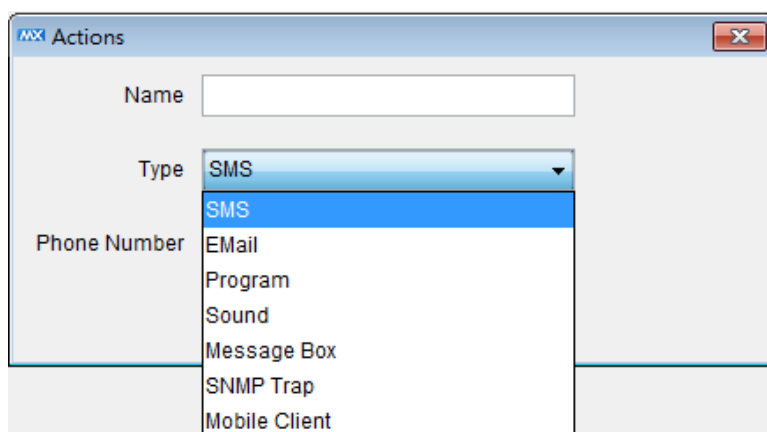 MX Actions
Name
Type SMS
SMS
Phone Number EMail
Program
Sound
Message Box
SNMP Trap
Mobile Client